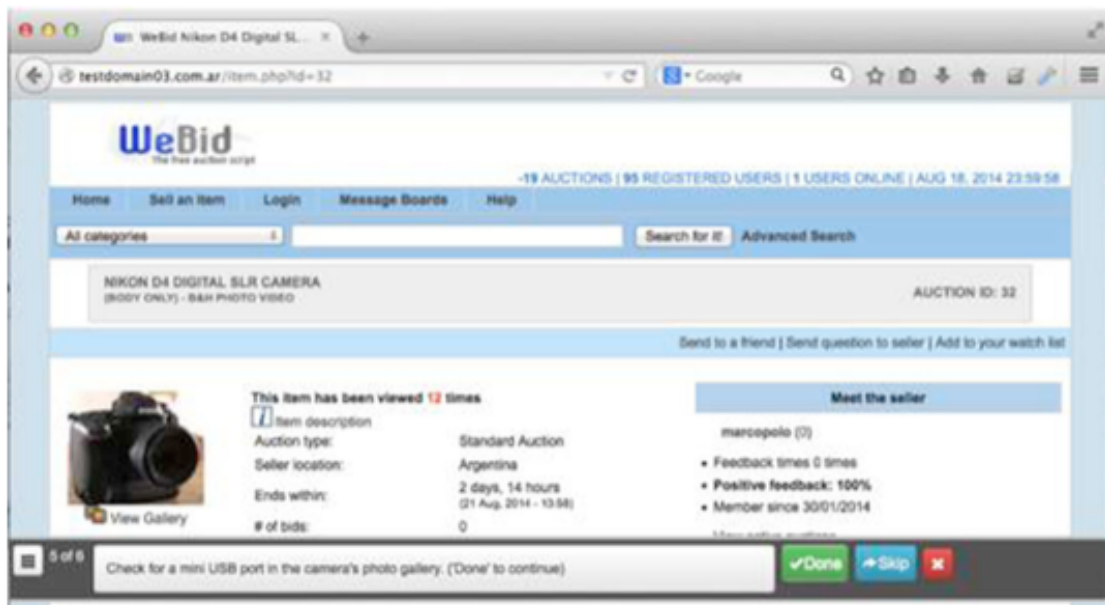 WeBid Nikon D4 Digital SL...
testdomain03.com.ar/item.php?id=32
Google
WeBid
The free auction script
-19 AUCTIONS | 95 REGISTERED USERS | 1 USERS ONLINE | AUG 18, 2014 23:59:58
Home Sell an item Login Message Boards Help
All categories Search for it! Advanced Search
NIKON D4 DIGITAL SLR CAMERA
(BODY ONLY) - B&H PHOTO VIDEO
AUCTION ID: 32
Send to a friend | Send question to seller | Add to your watch list
This item has been viewed 12 times
i Item description
Auction type: Standard Auction
Seller location: Argentina
Ends within: 2 days, 14 hours
(21 Aug, 2014 - 13:58)
# of bids: 0
View Gallery
Meet the seller
marcopolo (0)
• Feedback times 0 times
• Positive feedback: 100%
• Member since 30/01/2014
View active auctions
5 of 6
Check for a mini USB port in the camera's photo gallery. ('Done' to continue)
Done Skip